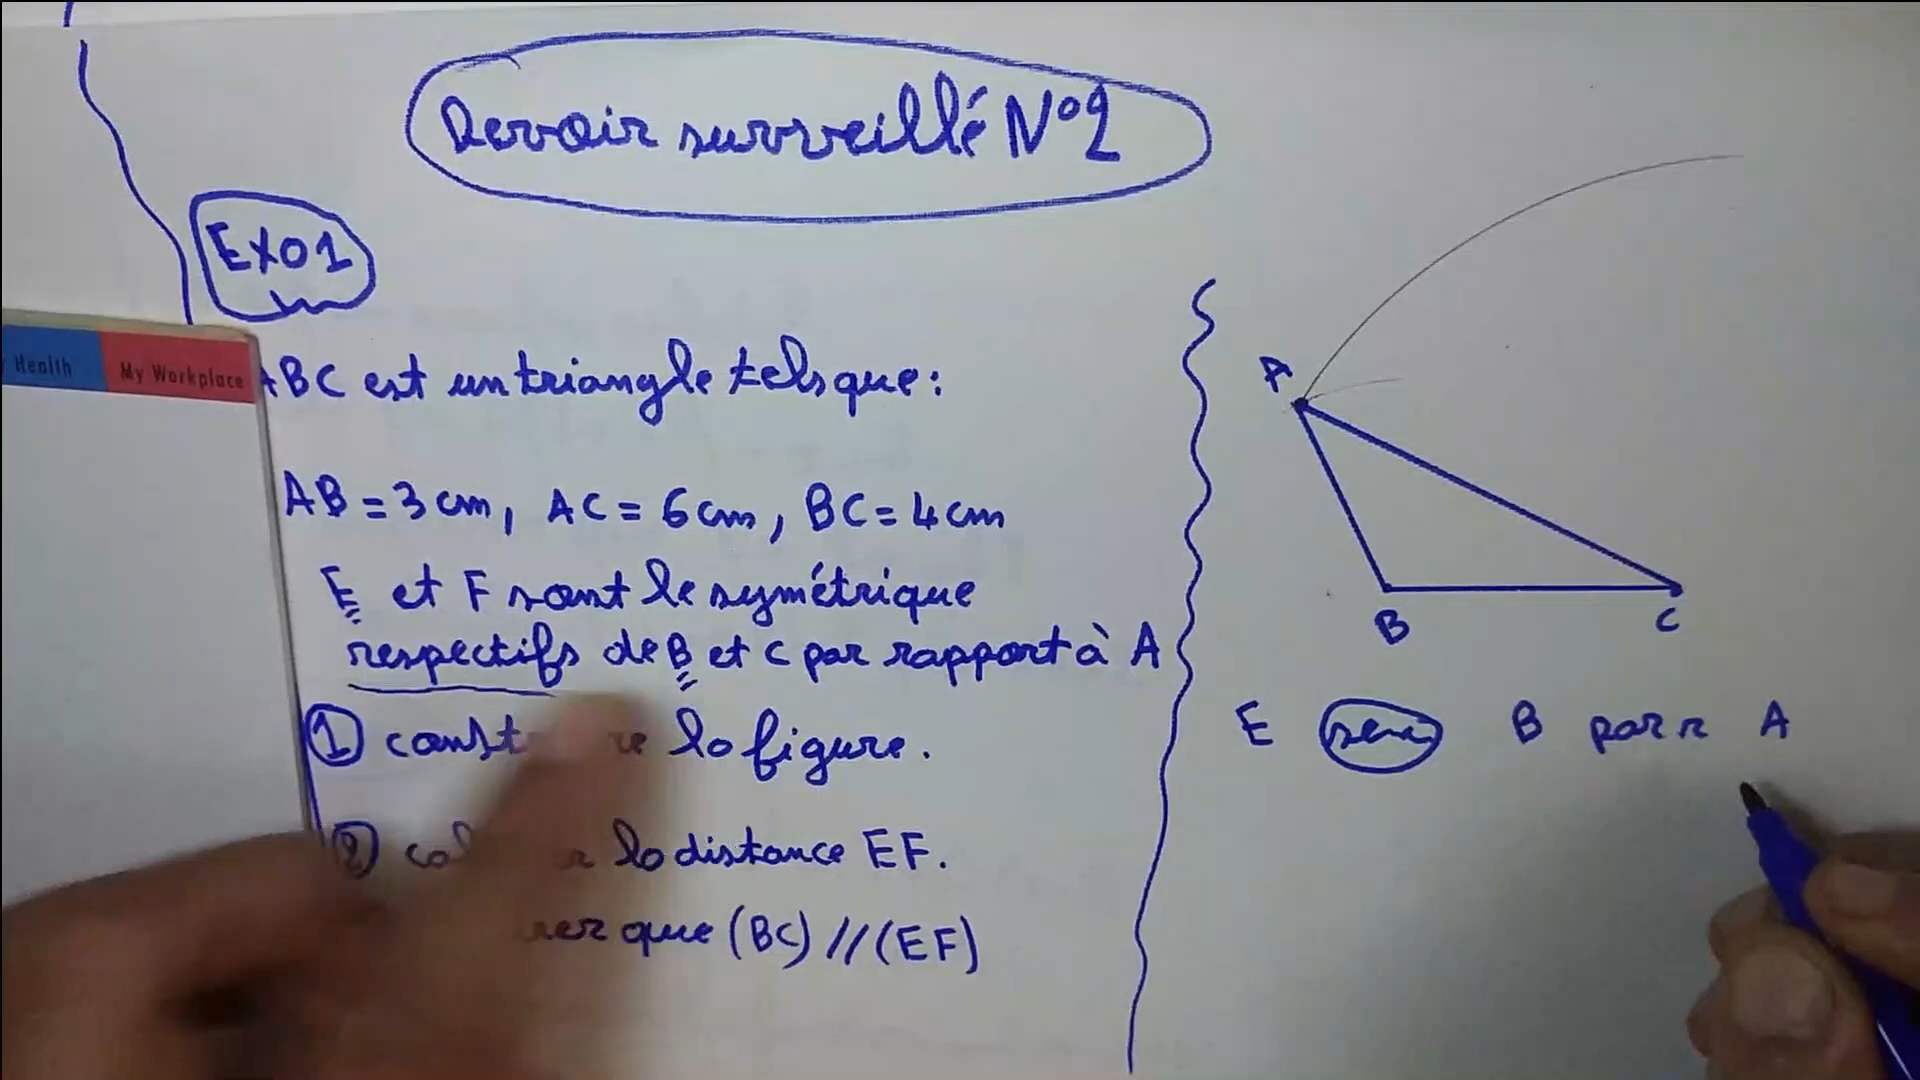 Devoir surveillé N°2
EX01
y Health My Workplace
ABC est un triangle tels que :
AB = 3 cm, AC = 6 cm, BC = 4 cm
E et F sont le symétrique
respectifs de B et C par rapport à A
1) la figure.
2) la distance EF.
que (BC) // (EF)
A
B
C
E B par r A